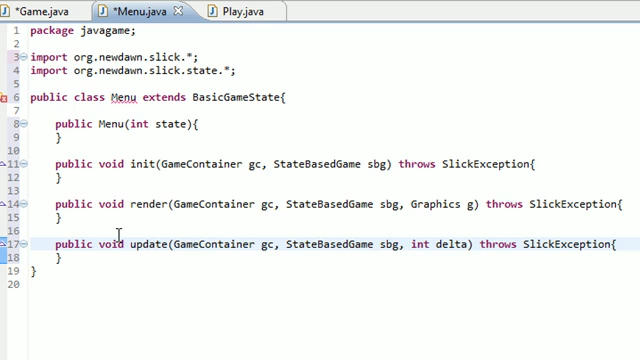 *Game.java *Menu.java Play.java
1 package javagame;
2
3 import org.newdawn.slick.*;
4 import org.newdawn.slick.state.*;
5
6 public class Menu extends BasicGameState{
7
8 public Menu(int state){
9 }
10
11 public void init(GameContainer gc, StateBasedGame sbg) throws SlickException{
12 }
13
14 public void render(GameContainer gc, StateBasedGame sbg, Graphics g) throws SlickException{
15 }
16
17 public void update(GameContainer gc, StateBasedGame sbg, int delta) throws SlickException{
18 }
19 }
20